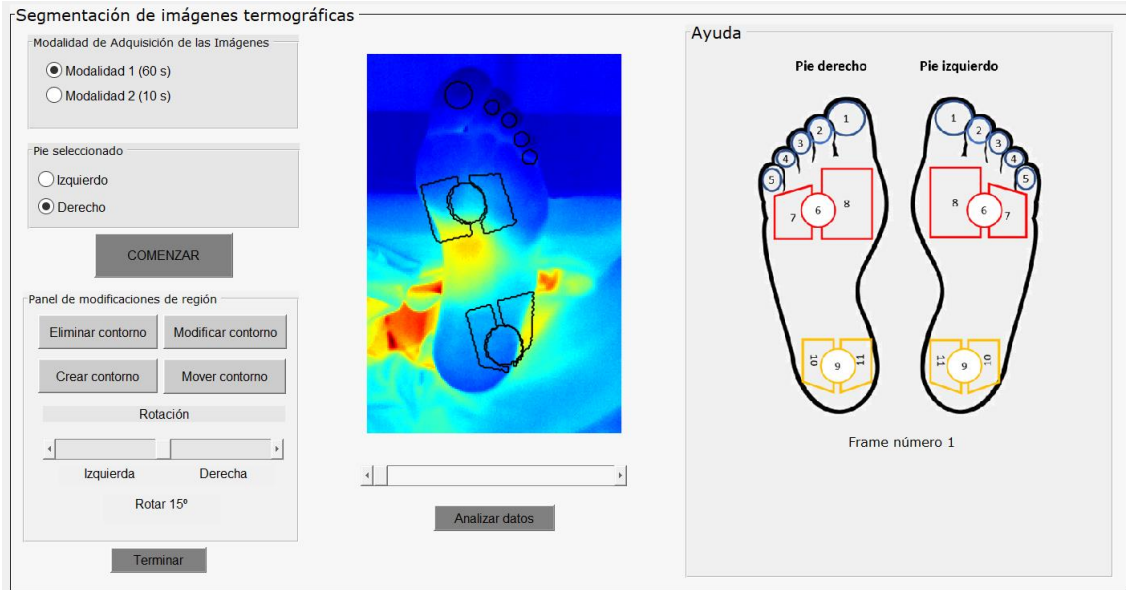 Segmentación de imágenes termográficas
Modalidad de Adquisición de las Imágenes
Modalidad 1 (60 s)
Modalidad 2 (10 s)
Pie seleccionado
Izquierdo
Derecho
COMENZAR
Panel de modificaciones de región
Eliminar contorno
Modificar contorno
Crear contorno
Mover contorno
Rotación
Izquierda
Derecha
Rotar 15º
Terminar
Analizar datos
Ayuda
Pie derecho
Pie izquierdo
1
2
3
4
5
6
7
8
9
10
11
1
2
3
4
5
6
7
8
9
10
11
Frame número 1